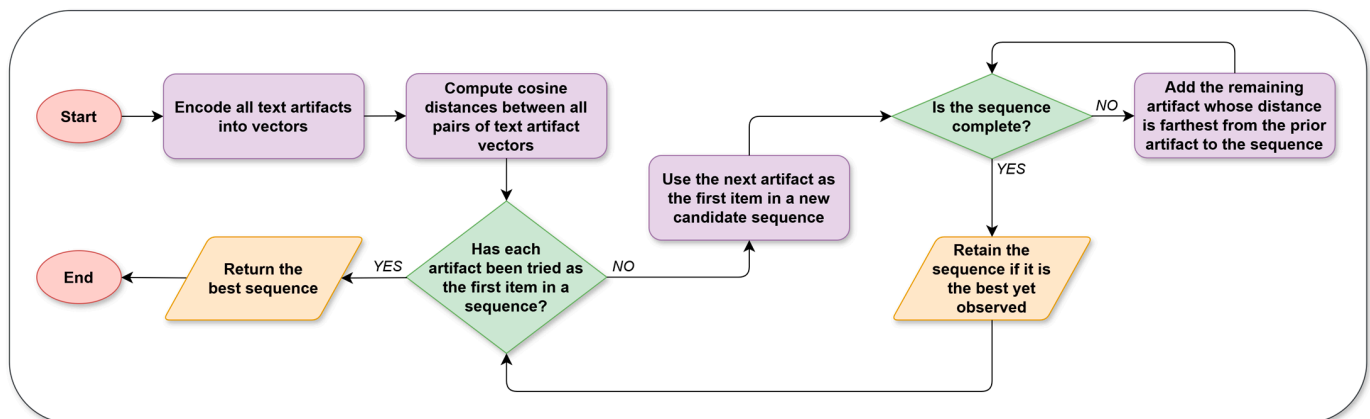 Start
Encode all text artifacts
into vectors
Compute cosine
distances between all
pairs of text artifact
vectors
Has each
artifact been tried as
the first item in a
sequence?
YES
Return the
best sequence
End
NO
Use the next artifact as
the first item in a new
candidate sequence
Is the sequence
complete?
NO
Add the remaining
artifact whose distance
is farthest from the prior
artifact to the sequence
YES
Retain the
sequence if it is
the best yet
observed